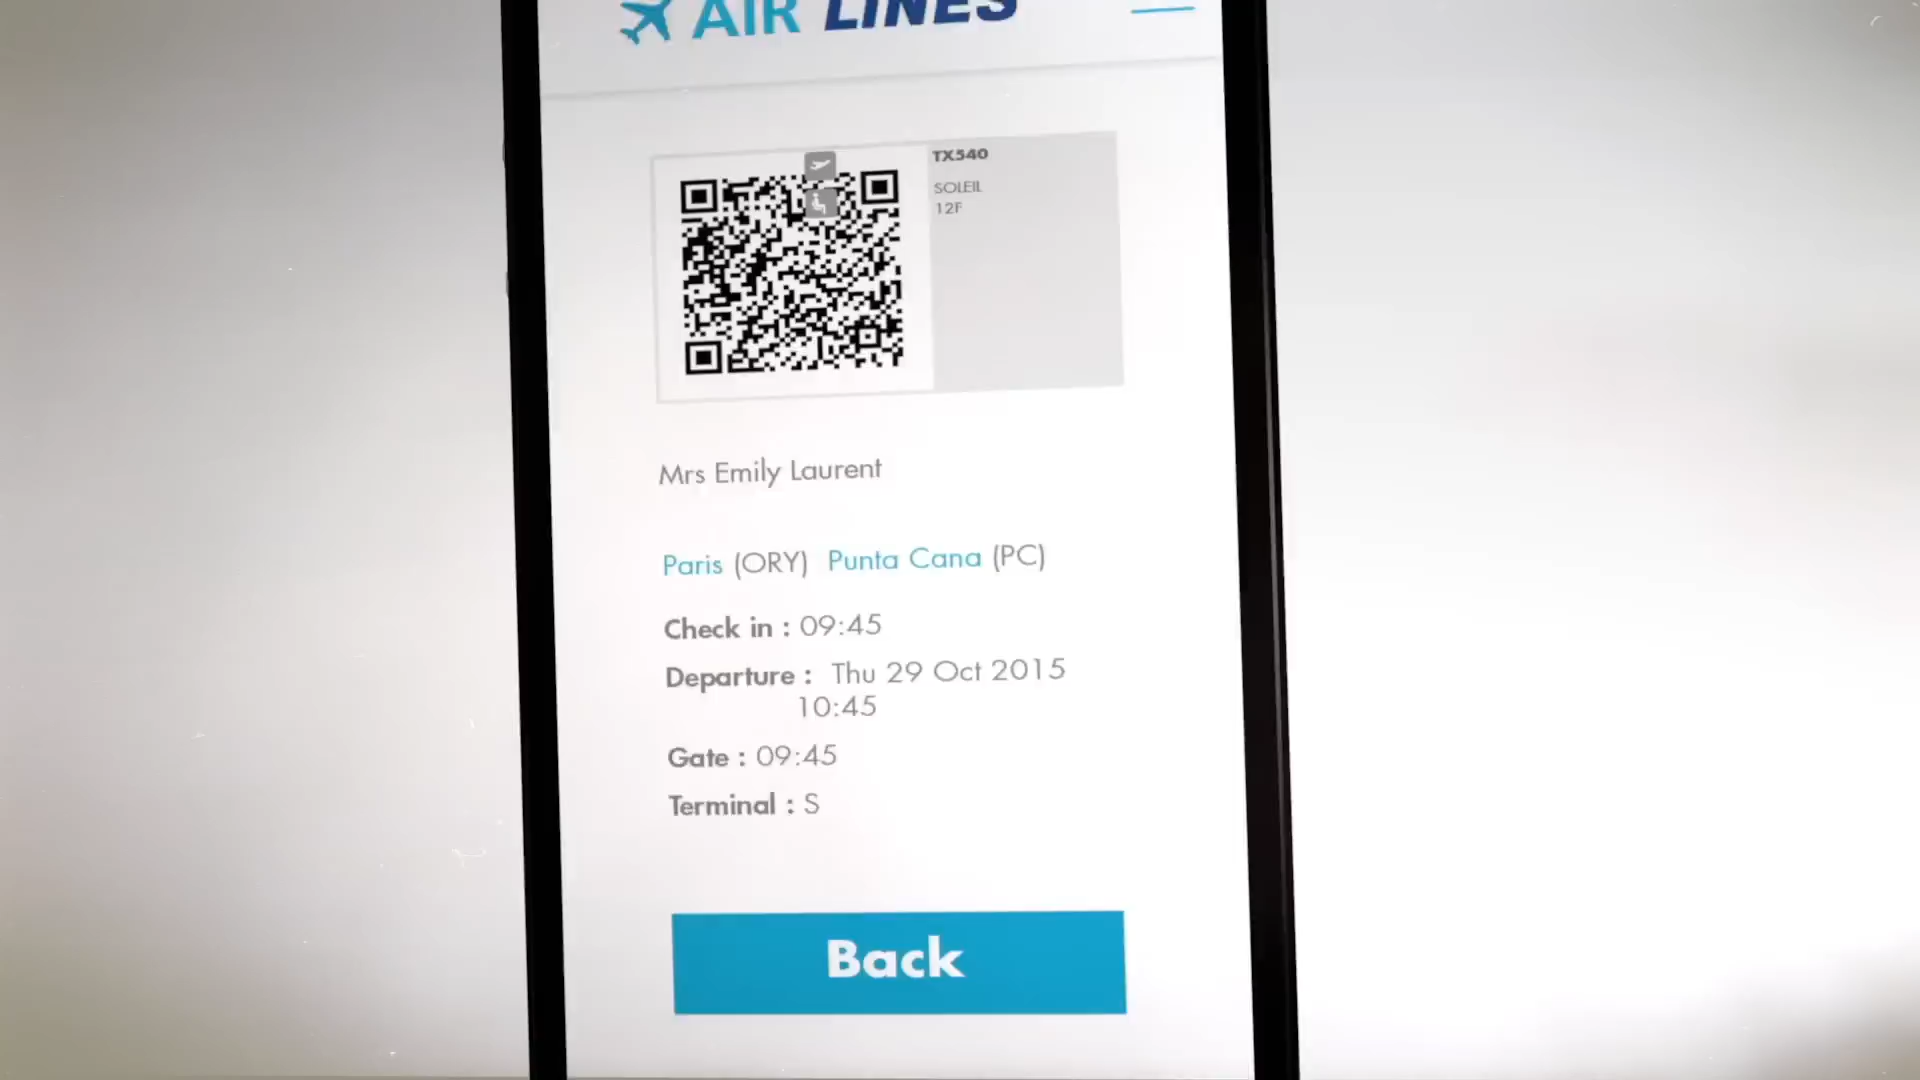 AIR LINES
TX540
SOLEIL
12F
Mrs Emily Laurent
Paris (ORY) Punta Cana (PC)
Check in : 09:45
Departure : Thu 29 Oct 2015
10:45
Gate : 09:45
Terminal : S
Back